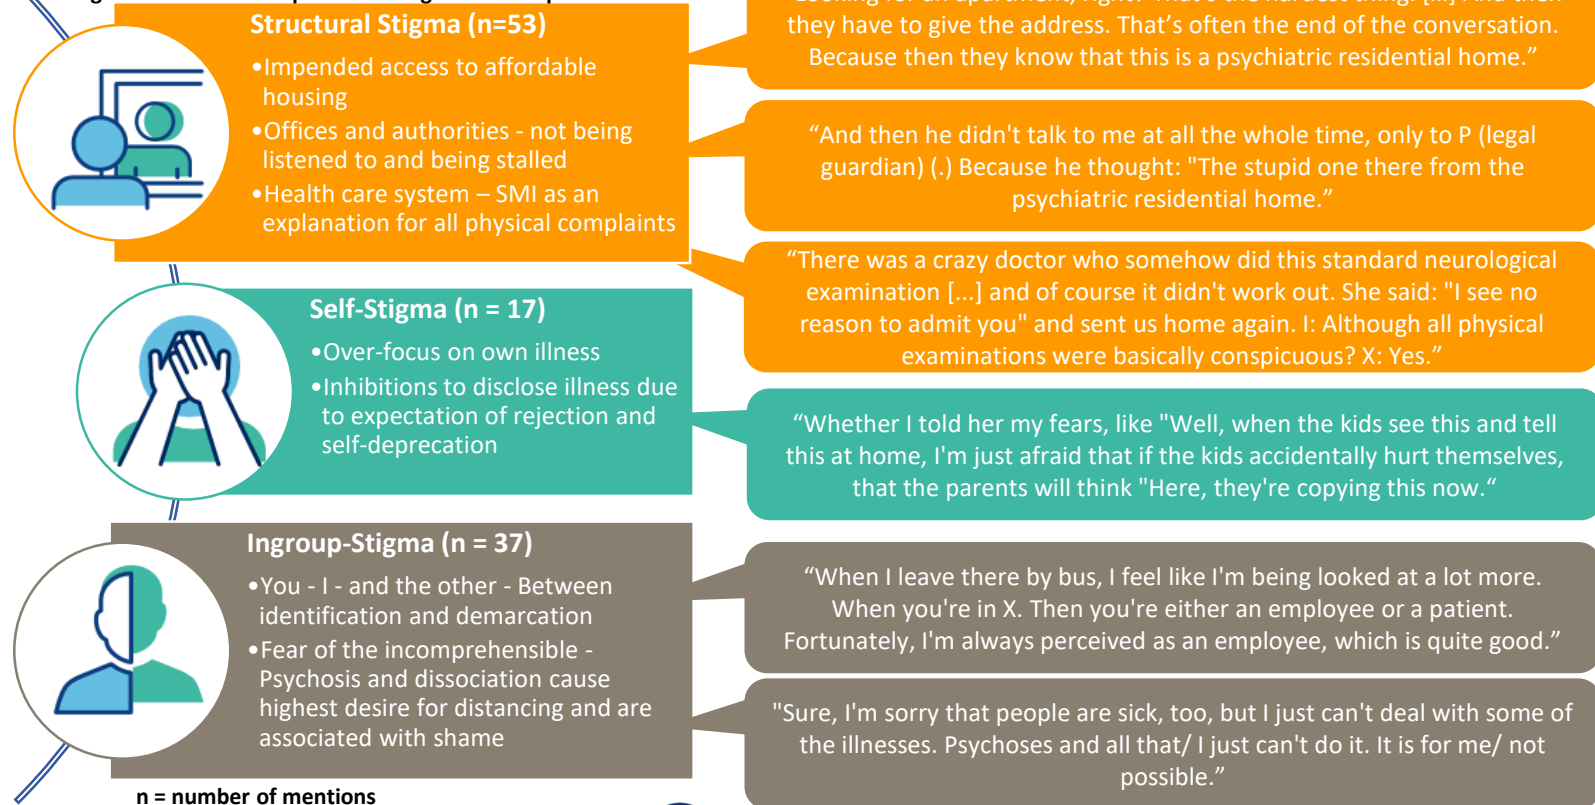 Structural Stigma (n=53)
•Impended access to affordable
housing
•Offices and authorities - not being
listened to and being stalled
•Health care system – SMI as an
explanation for all physical complaints
they have to give the address. That’s often the end of the conversation.
Because then they know that this is a psychiatric residential home.”
“And then he didn't talk to me at all the whole time, only to P (legal
guardian) (.) Because he thought: "The stupid one there from the
psychiatric residential home.”
“There was a crazy doctor who somehow did this standard neurological
examination [...] and of course it didn't work out. She said: "I see no
reason to admit you" and sent us home again. I: Although all physical
examinations were basically conspicuous? X: Yes.”
Self-Stigma (n = 17)
•Over-focus on own illness
•Inhibitions to disclose illness due
to expectation of rejection and
self-deprecation
“Whether I told her my fears, like "Well, when the kids see this and tell
this at home, I'm just afraid that if the kids accidentally hurt themselves,
that the parents will think "Here, they're copying this now.“
Ingroup-Stigma (n = 37)
•You - I - and the other - Between
identification and demarcation
•Fear of the incomprehensible -
Psychosis and dissociation cause
highest desire for distancing and are
associated with shame
“When I leave there by bus, I feel like I'm being looked at a lot more.
When you're in X. Then you're either an employee or a patient.
Fortunately, I'm always perceived as an employee, which is quite good.”
"Sure, I'm sorry that people are sick, too, but I just can't deal with some of
the illnesses. Psychoses and all that/ I just can't do it. It is for me/ not
possible.”
n = number of mentions